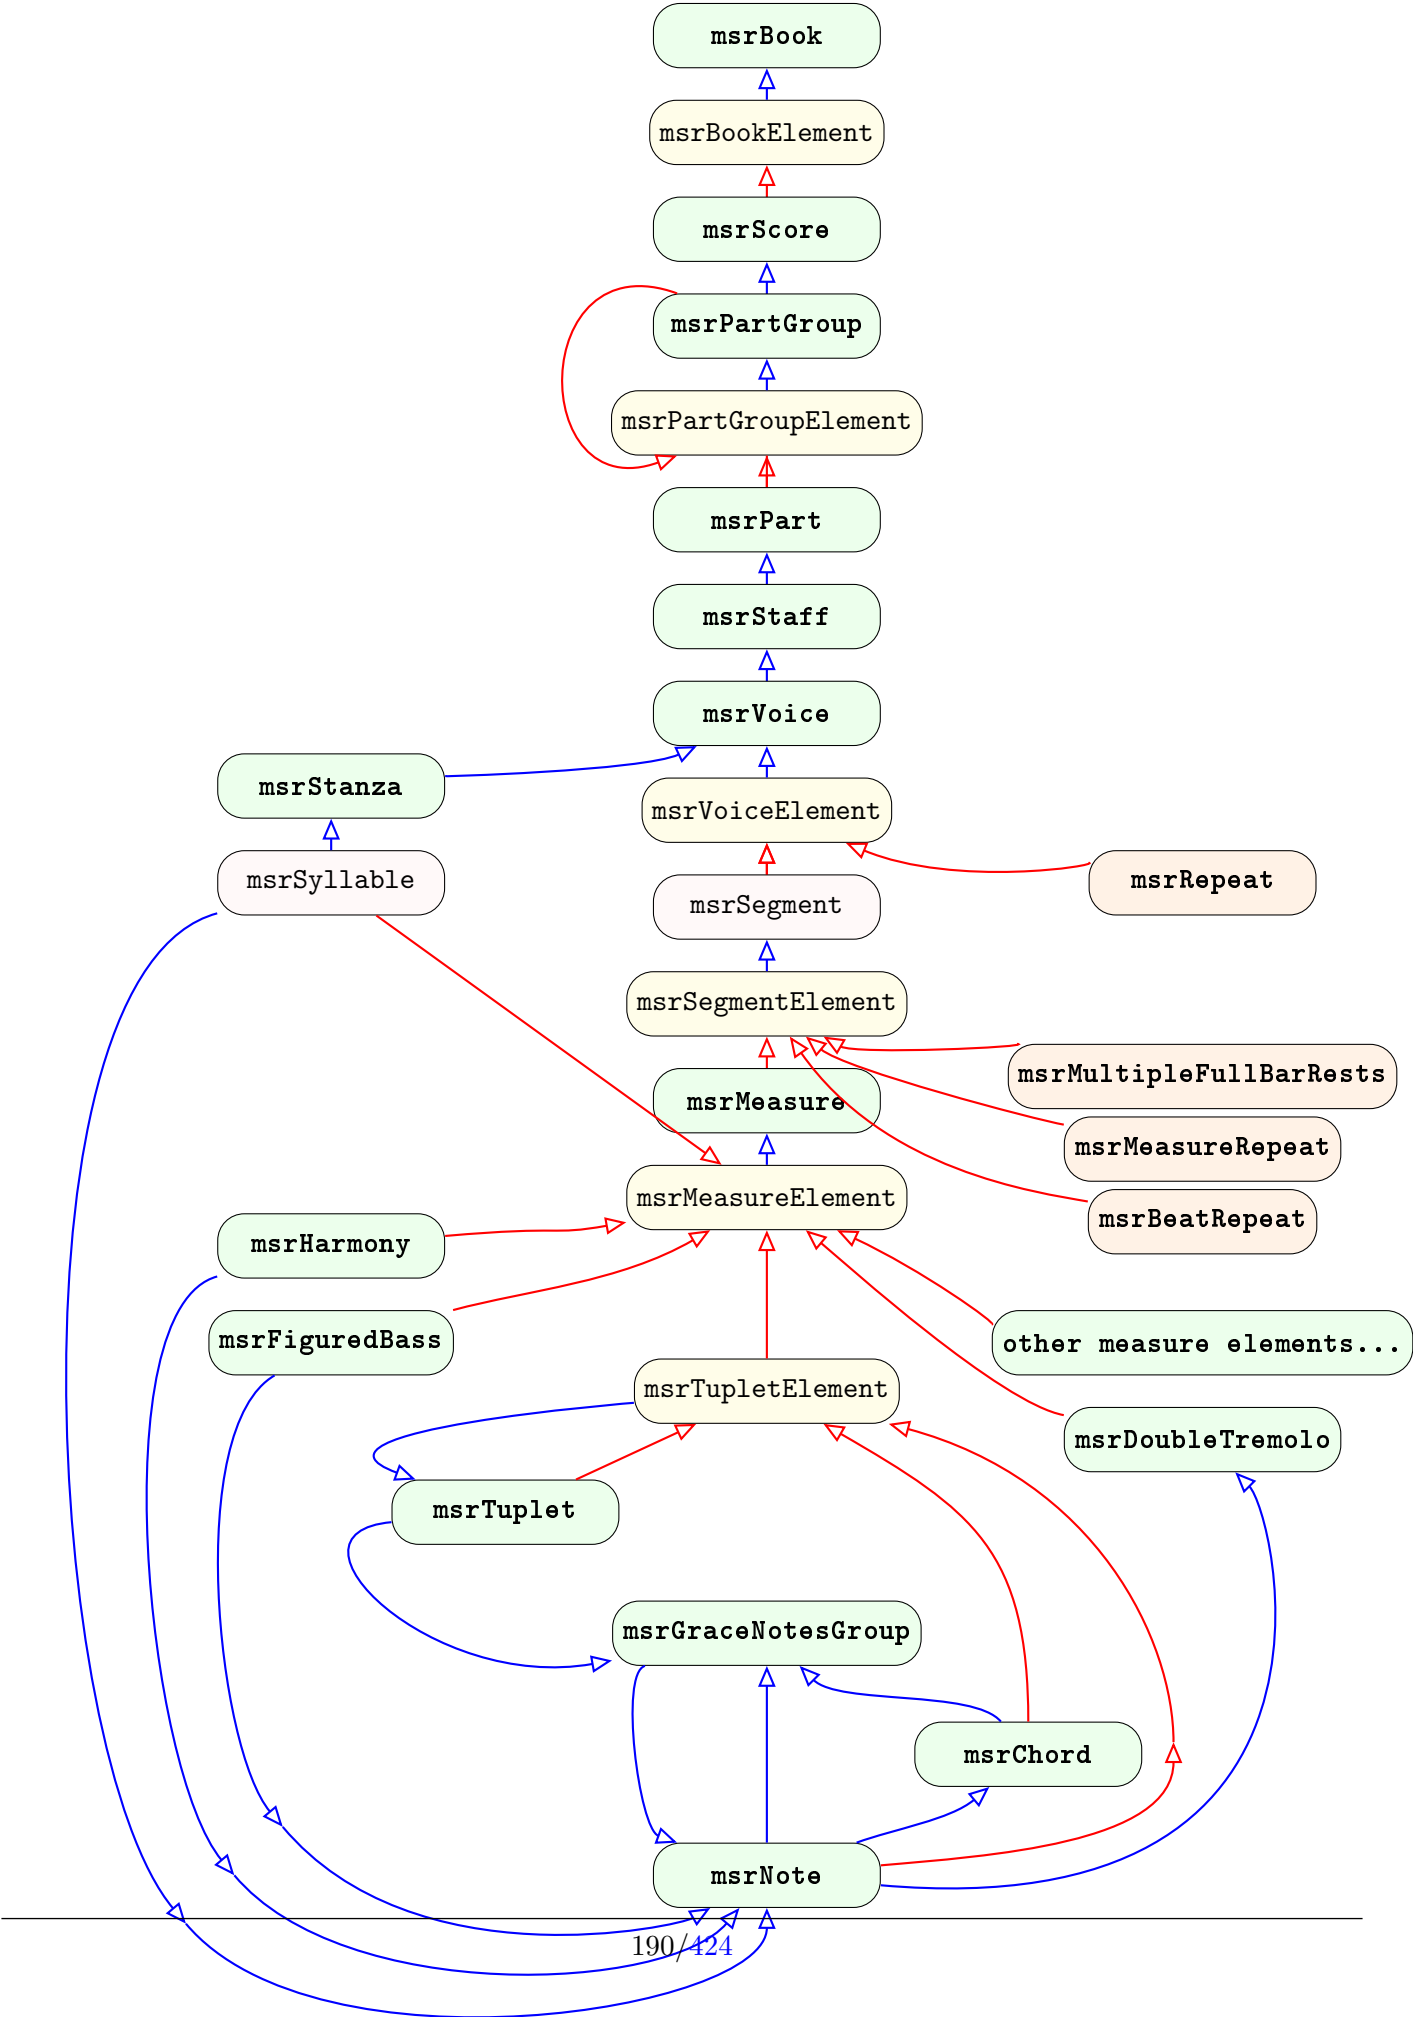 msrBook
msrBookElement
msrScore
msrPartGroup
msrPartGroupElement
msrPart
msrStaff
msrVoice
msrStanza
msrVoiceElement
msrSyllable
msrRepeat
msrSegment
msrSegmentElement
msrMultipleFullBarRests
msrMeasure
msrMeasureRepeat
msrMeasureElement
msrBeatRepeat
msrHarmony
msrFiguredBass
other measure elements...
msrTupletElement
msrDoubleTremolo
msrTuplet
msrGraceNotesGroup
msrChord
msrNote
190/424